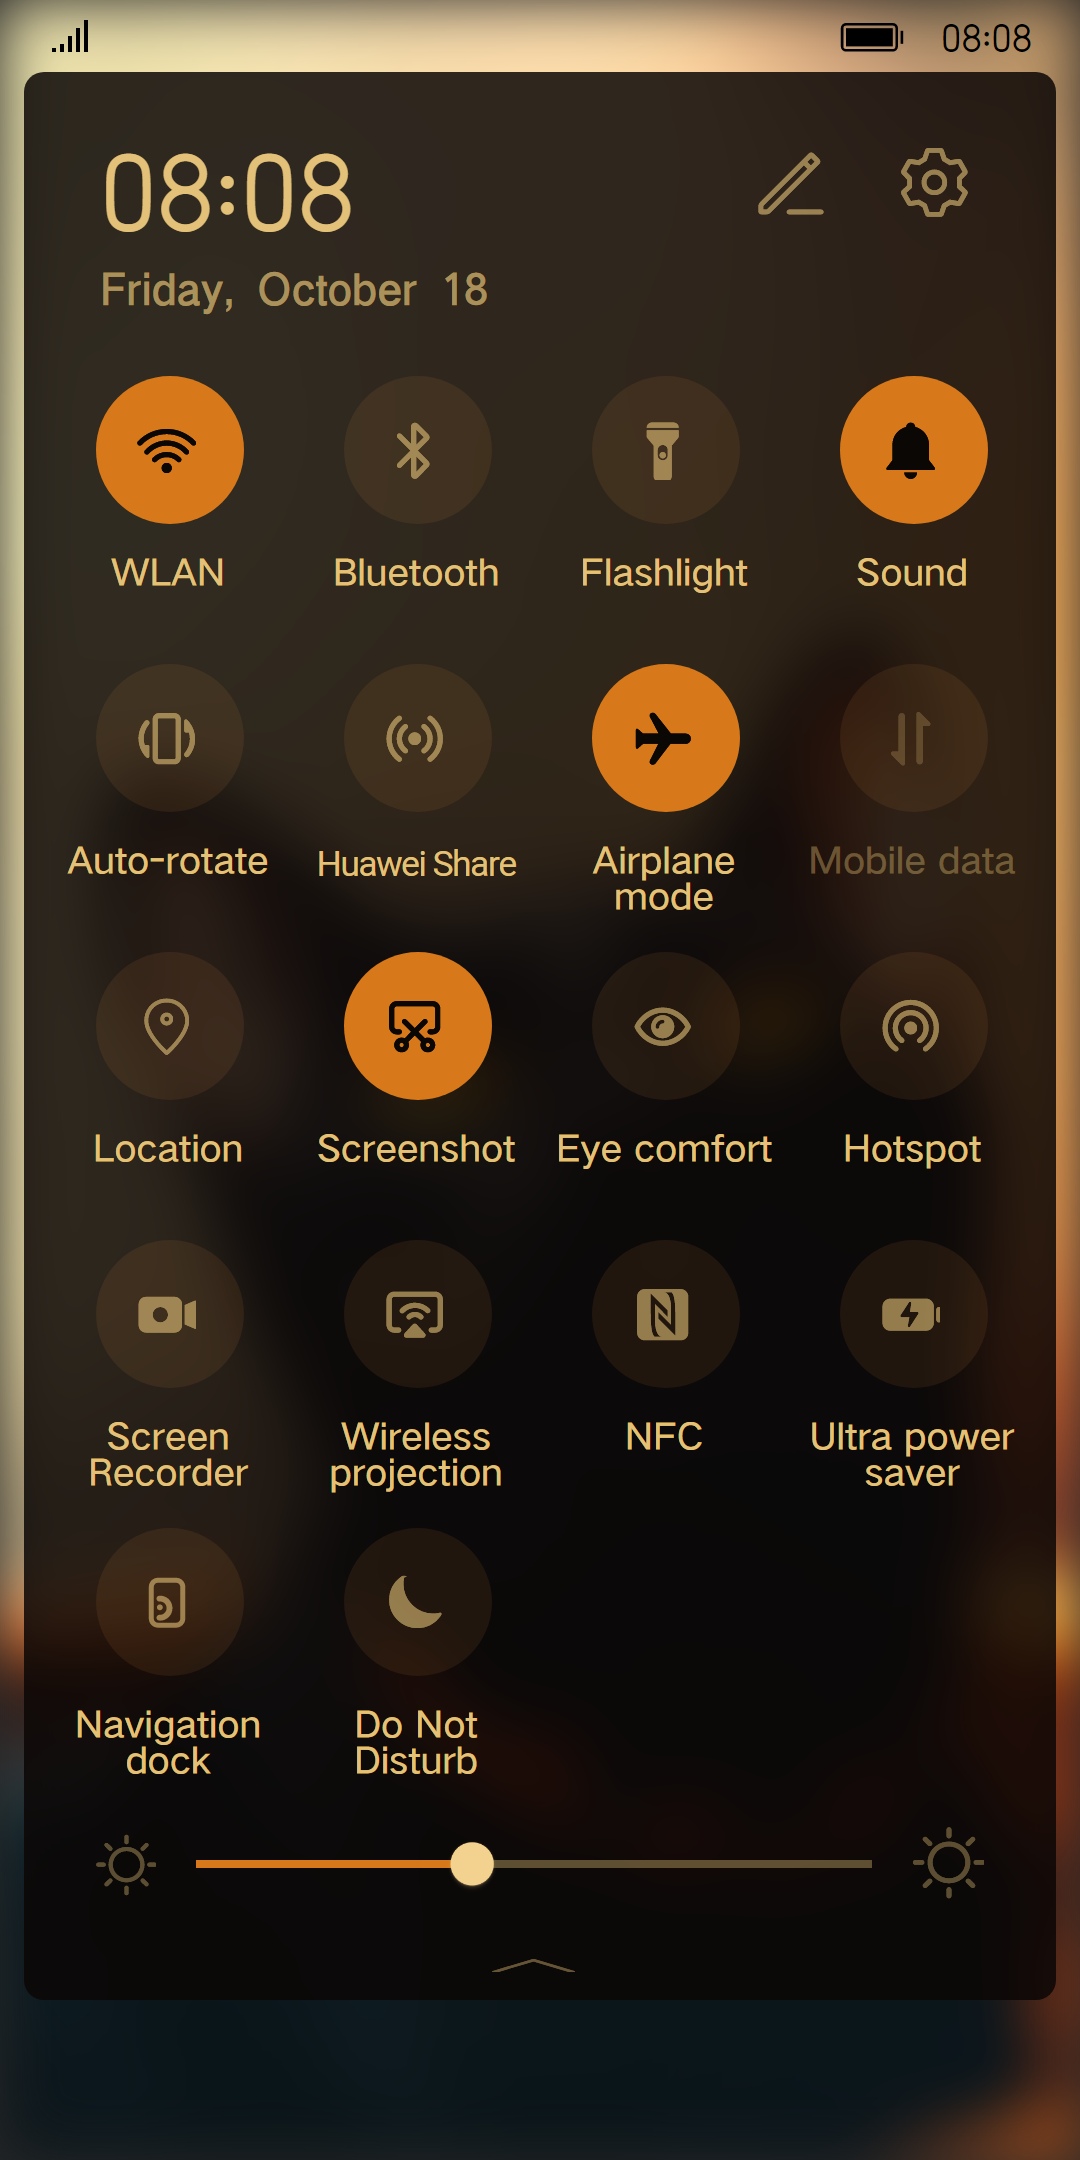 08:08
08:08
Friday, October 18
WLAN
Bluetooth
Flashlight
Sound
Auto-rotate
Huawei Share
Airplane
mode
Mobile data
Location
Screenshot
Eye comfort
Hotspot
Screen
Recorder
Wireless
projection
NFC
Ultra power
saver
Navigation
dock
Do Not
Disturb